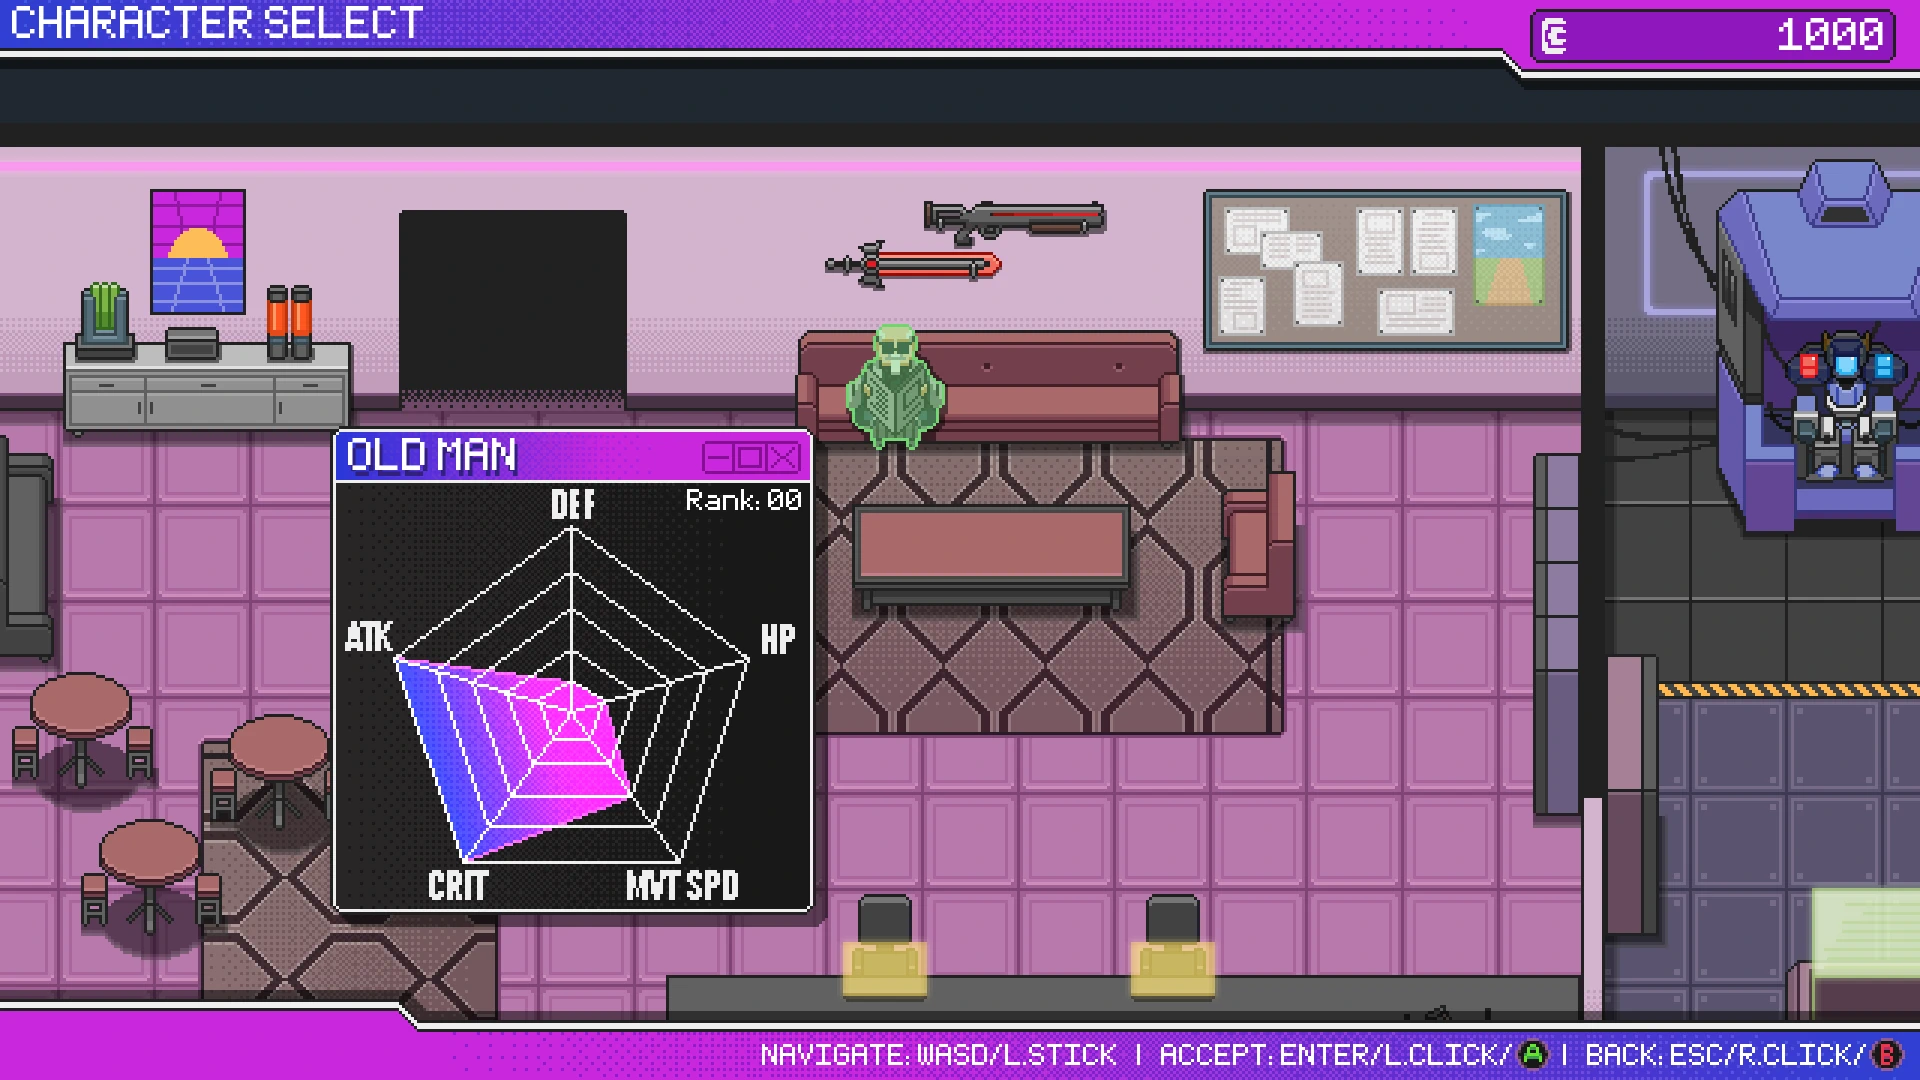 CHARACTER SELECT
1000
OLD MAN
Rank: 00
DEF
ATK
HP
CRIT
MVT SPD
NAVIGATE: WASD/L.STICK | ACCEPT: ENTER/L.CLICK/ A | BACK: ESC/R.CLICK/ B